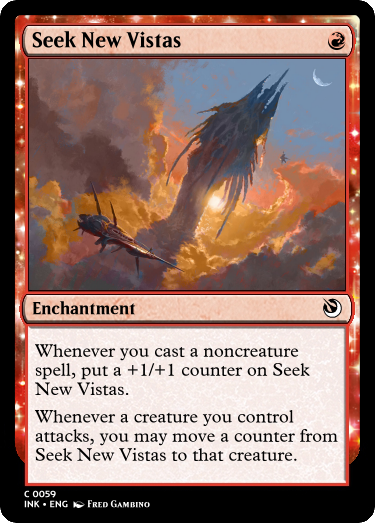 Seek New Vistas
Enchantment
Whenever you cast a noncreature
spell, put a +1/+1 counter on Seek
New Vistas.
Whenever a creature you control
attacks, you may move a counter from
Seek New Vistas to that creature.
C 0059
INK • ENG Fred Gambino